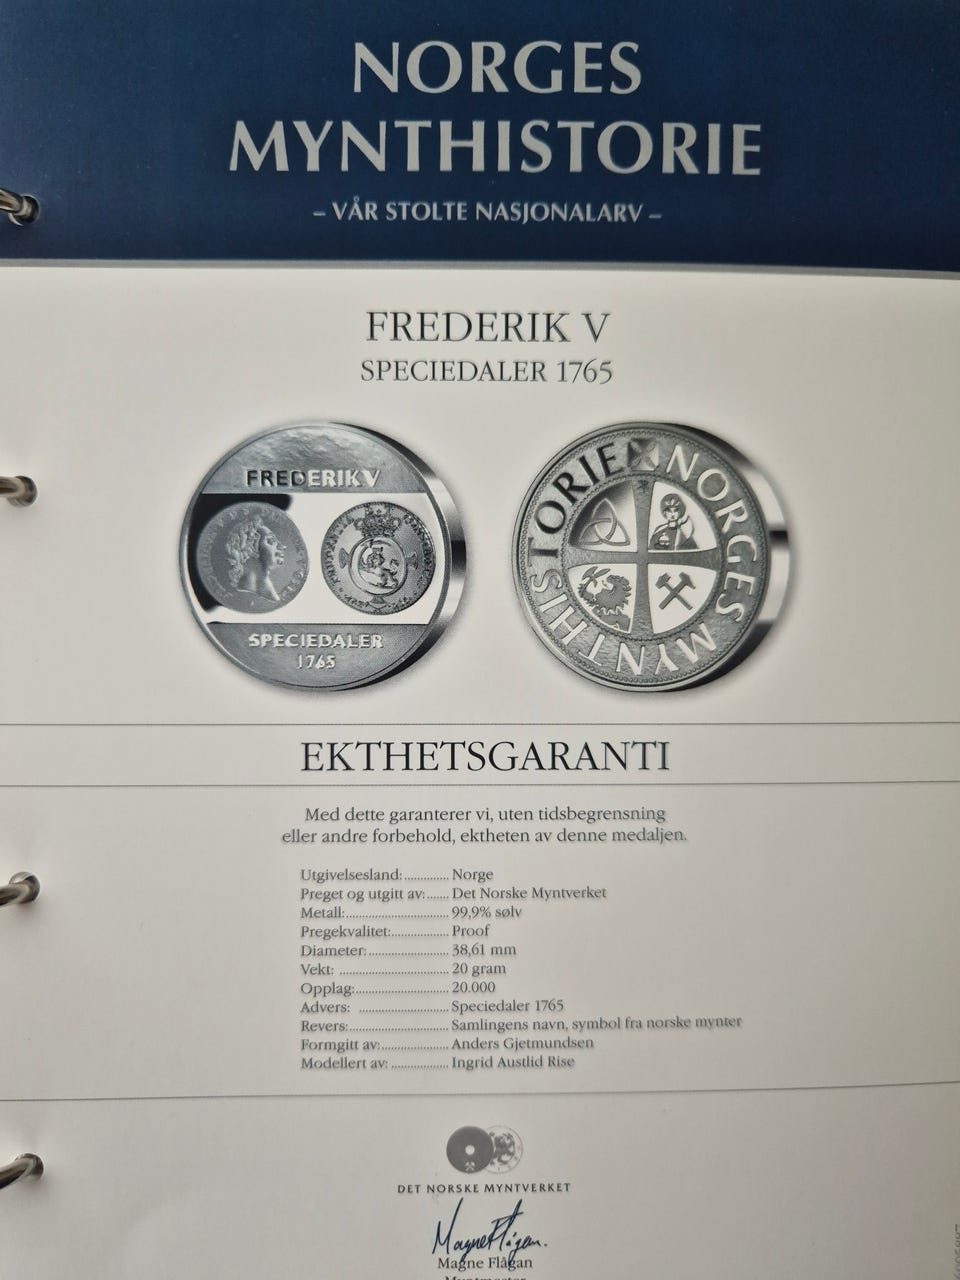 NORGES
MYNTHISTORIE
– VÅR STOLTE NASJONALARV –
FREDERIK V
SPECIEDALER 1765
FREDERIK V
SPECIEDALER
1765
NORGES MYNTHISTORIE
EKTHETSGARANTI
Med dette garanterer vi, uten tidsbegrensning
eller andre forbehold, ektheten av denne medaljen.
Utgivelsesland:............. Norge
Preget og utgitt av:...... Det Norske Myntverket
Metall:.............................. 99,9% sølv
Pregekvalitet:................. Proof
Diameter:....................... 38,61 mm
Vekt: ................................ 20 gram
Opplag:........................... 20.000
Advers: .......................... Speciedaler 1765
Revers:............................ Samlingens navn, symbol fra norske mynter
Formgitt av:.................... Anders Gjetmundsen
Modellert av: ................. Ingrid Austlid Rise
DET NORSKE MYNTVERKET
Magne Flågan.
Magne Flågan